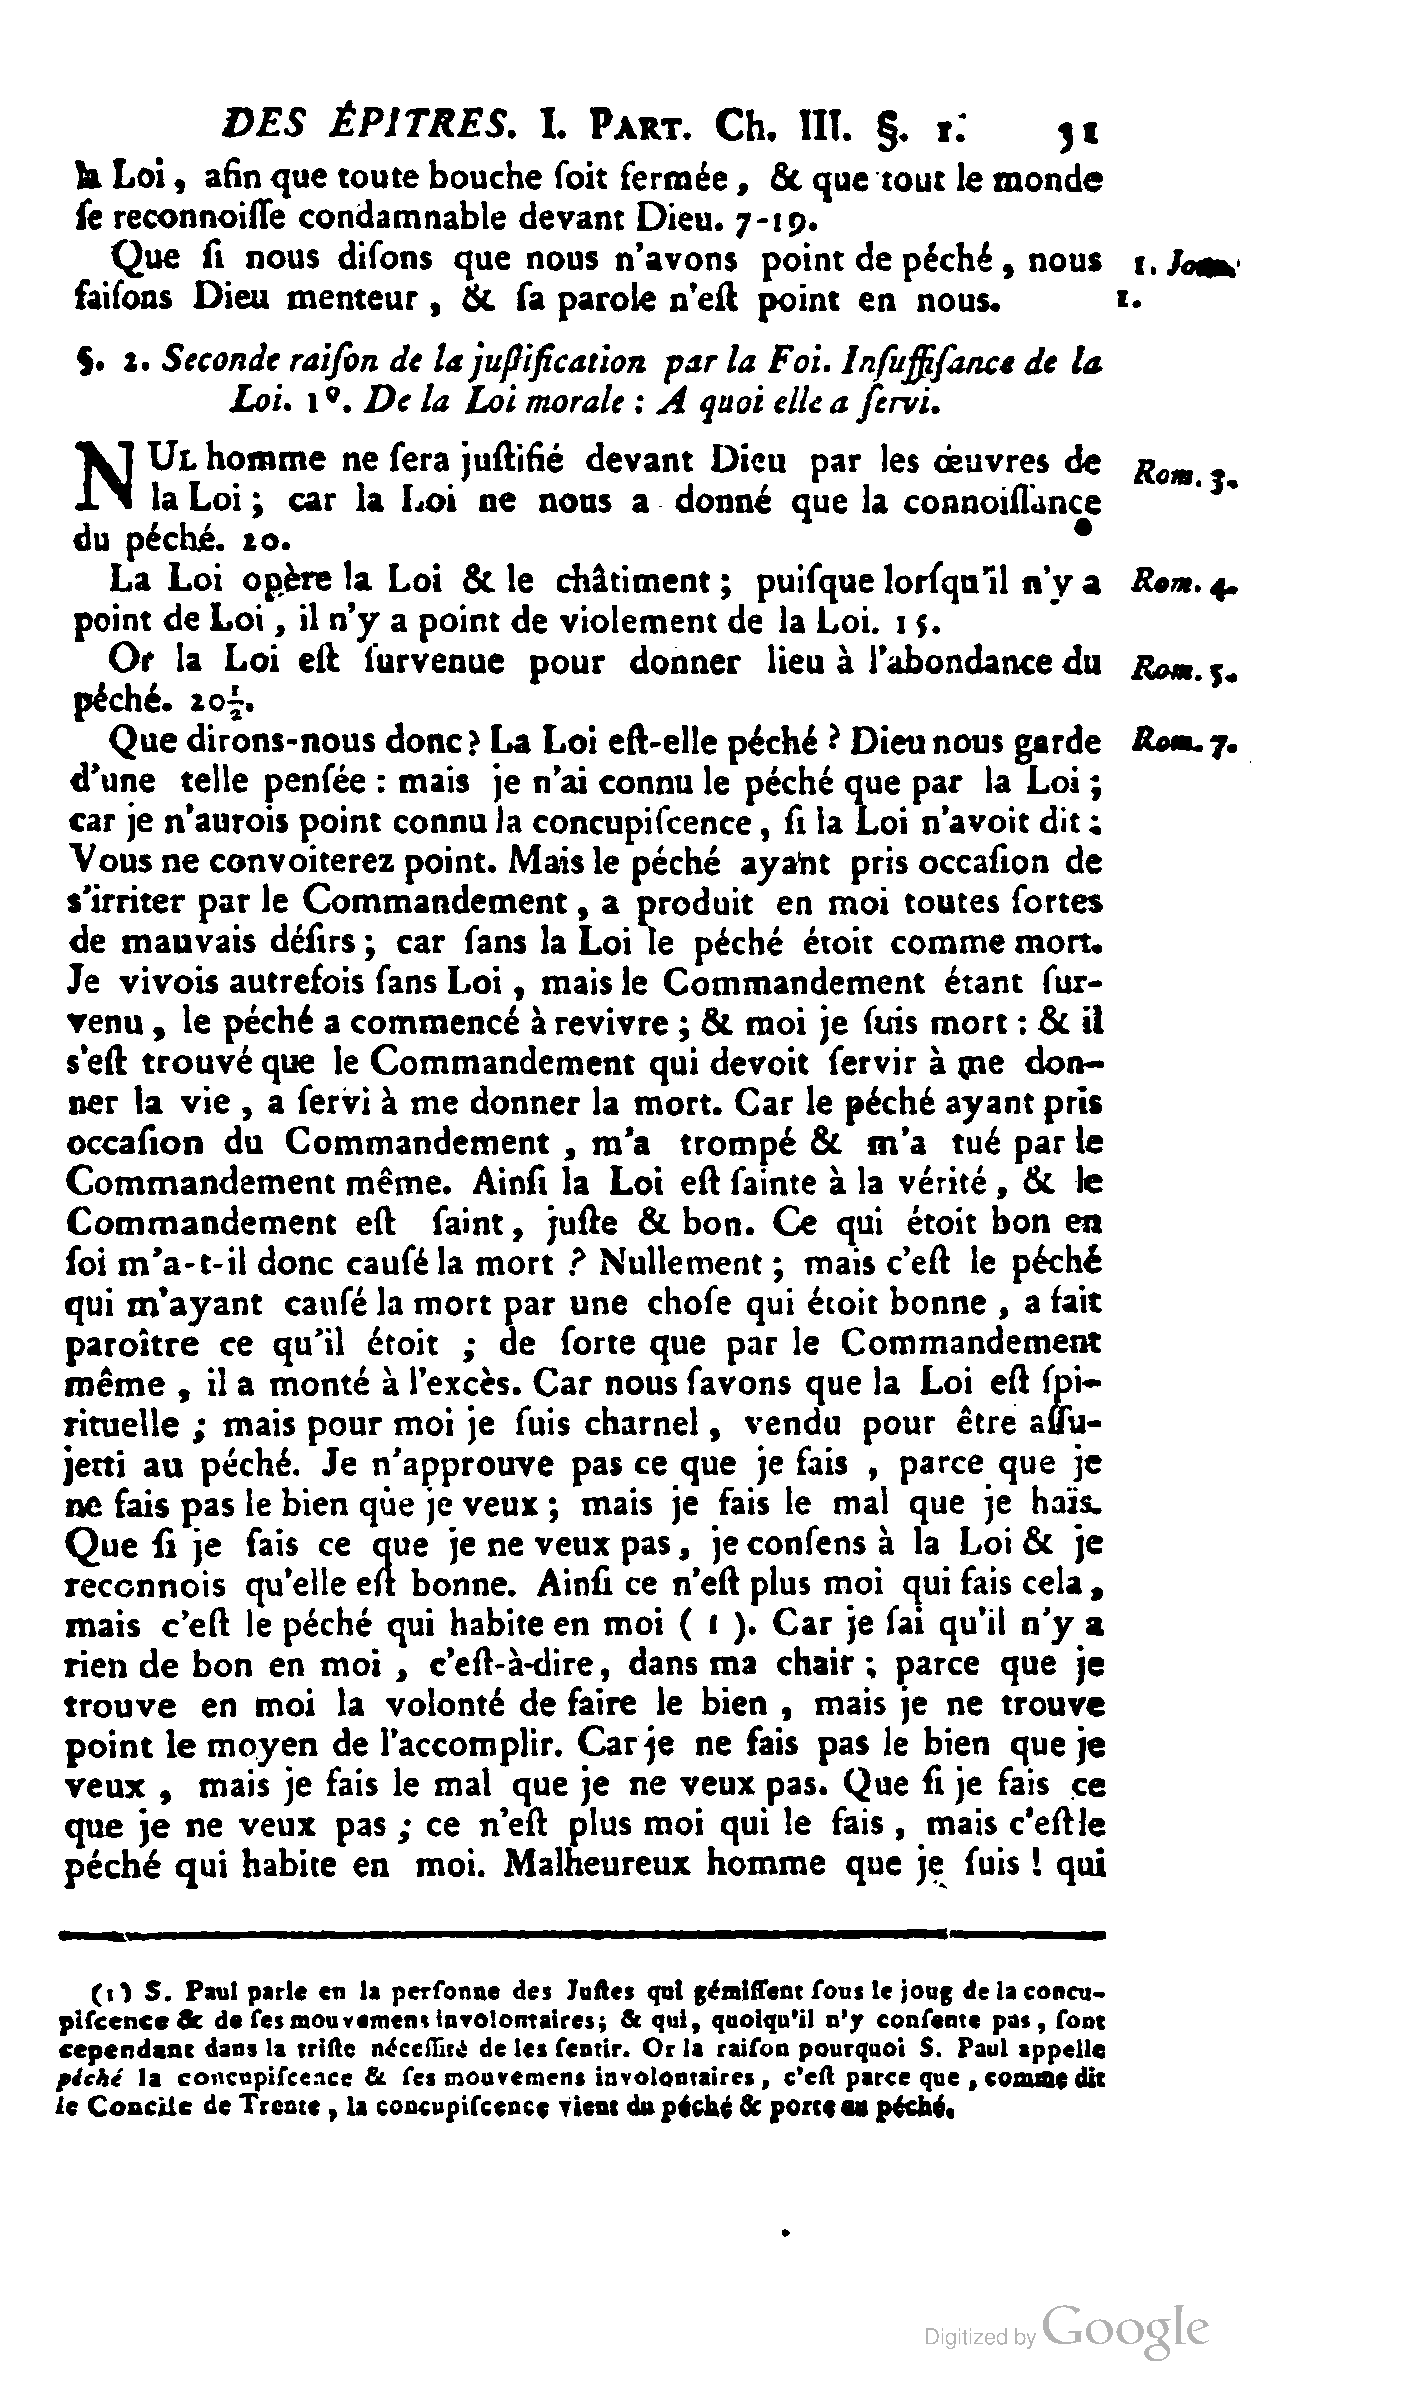 DES ÉPITRES. I. PART. Ch. III. §. 1. 31
la Loi, afin que toute bouche ſoit fermée, & que tout le monde
ſe reconnoiſſe condamnable devant Dieu. 7-19.
Que ſi nous diſons que nous n'avons point de péché, nous 1. Joan.
faiſons Dieu menteur, & ſa parole n'eſt point en nous. 1.
§. 2. Seconde raiſon de la juſtification par la Foi. Inſuffiſance de la
Loi. 1°. De la Loi morale : A quoi elle a ſervi.
NUL homme ne ſera juſtifié devant Dieu par les œuvres de Rom. 3.
la Loi ; car la Loi ne nous a donné que la connoiſſance
du péché. 20.
La Loi opère la Loi & le châtiment ; puiſque lorſqu'il n'y a Rom. 4.
point de Loi, il n'y a point de violement de la Loi. 15.
Or la Loi eſt ſurvenue pour donner lieu à l'abondance du Rom. 5.
péché. 20½.
Que dirons-nous donc ? La Loi eſt-elle péché ? Dieu nous garde Rom. 7.
d'une telle penſée : mais je n'ai connu le péché que par la Loi ;
car je n'aurois point connu la concupiſcence, ſi la Loi n'avoit dit :
Vous ne convoiterez point. Mais le péché ayant pris occaſion de
s'irriter par le Commandement, a produit en moi toutes ſortes
de mauvais déſirs ; car ſans la Loi le péché étoit comme mort.
Je vivois autrefois ſans Loi, mais le Commandement étant ſur-
venu, le péché a commencé à revivre ; & moi je ſuis mort : & il
s'eſt trouvé que le Commandement qui devoit ſervir à me don-
ner la vie, a ſervi à me donner la mort. Car le péché ayant pris
occaſion du Commandement, m'a trompé & m'a tué par le
Commandement même. Ainſi la Loi eſt ſainte à la vérité, & le
Commandement eſt ſaint, juſte & bon. Ce qui étoit bon en
ſoi m'a-t-il donc cauſé la mort ? Nullement ; mais c'eſt le péché
qui m'ayant cauſé la mort par une choſe qui étoit bonne, a fait
paroître ce qu'il étoit ; de ſorte que par le Commandement
même, il a monté à l'excès. Car nous ſavons que la Loi eſt ſpi-
rituelle ; mais pour moi je ſuis charnel, vendu pour être aſſu-
jetti au péché. Je n'approuve pas ce que je fais, parce que je
ne fais pas le bien que je veux ; mais je fais le mal que je haïs.
Que ſi je fais ce que je ne veux pas, je conſens à la Loi & je
reconnois qu'elle eſt bonne. Ainſi ce n'eſt plus moi qui fais cela,
mais c'eſt le péché qui habite en moi ( 1 ). Car je ſai qu'il n'y a
rien de bon en moi, c'eſt-à-dire, dans ma chair ; parce que je
trouve en moi la volonté de faire le bien, mais je ne trouve
point le moyen de l'accomplir. Car je ne fais pas le bien que je
veux, mais je fais le mal que je ne veux pas. Que ſi je fais ce
que je ne veux pas ; ce n'eſt plus moi qui le fais, mais c'eſt le
péché qui habite en moi. Malheureux homme que je ſuis ! qui
(1) S. Paul parle en la perſonne des Juſtes qui gémiſſent ſous le joug de la concu-
piſcence & de ſes mouvemens involontaires; & qui, quoiqu'il n'y conſente pas, ſont
cependant dans la triſte néceſſité de les ſentir. Or la raiſon pourquoi S. Paul appelle
péché la concupiſcence & ſes mouvemens involontaires, c'eſt parce que, comme dit
le Concile de Trente, la concupiſcence vient du péché & porte au péché.
Digitized by Google